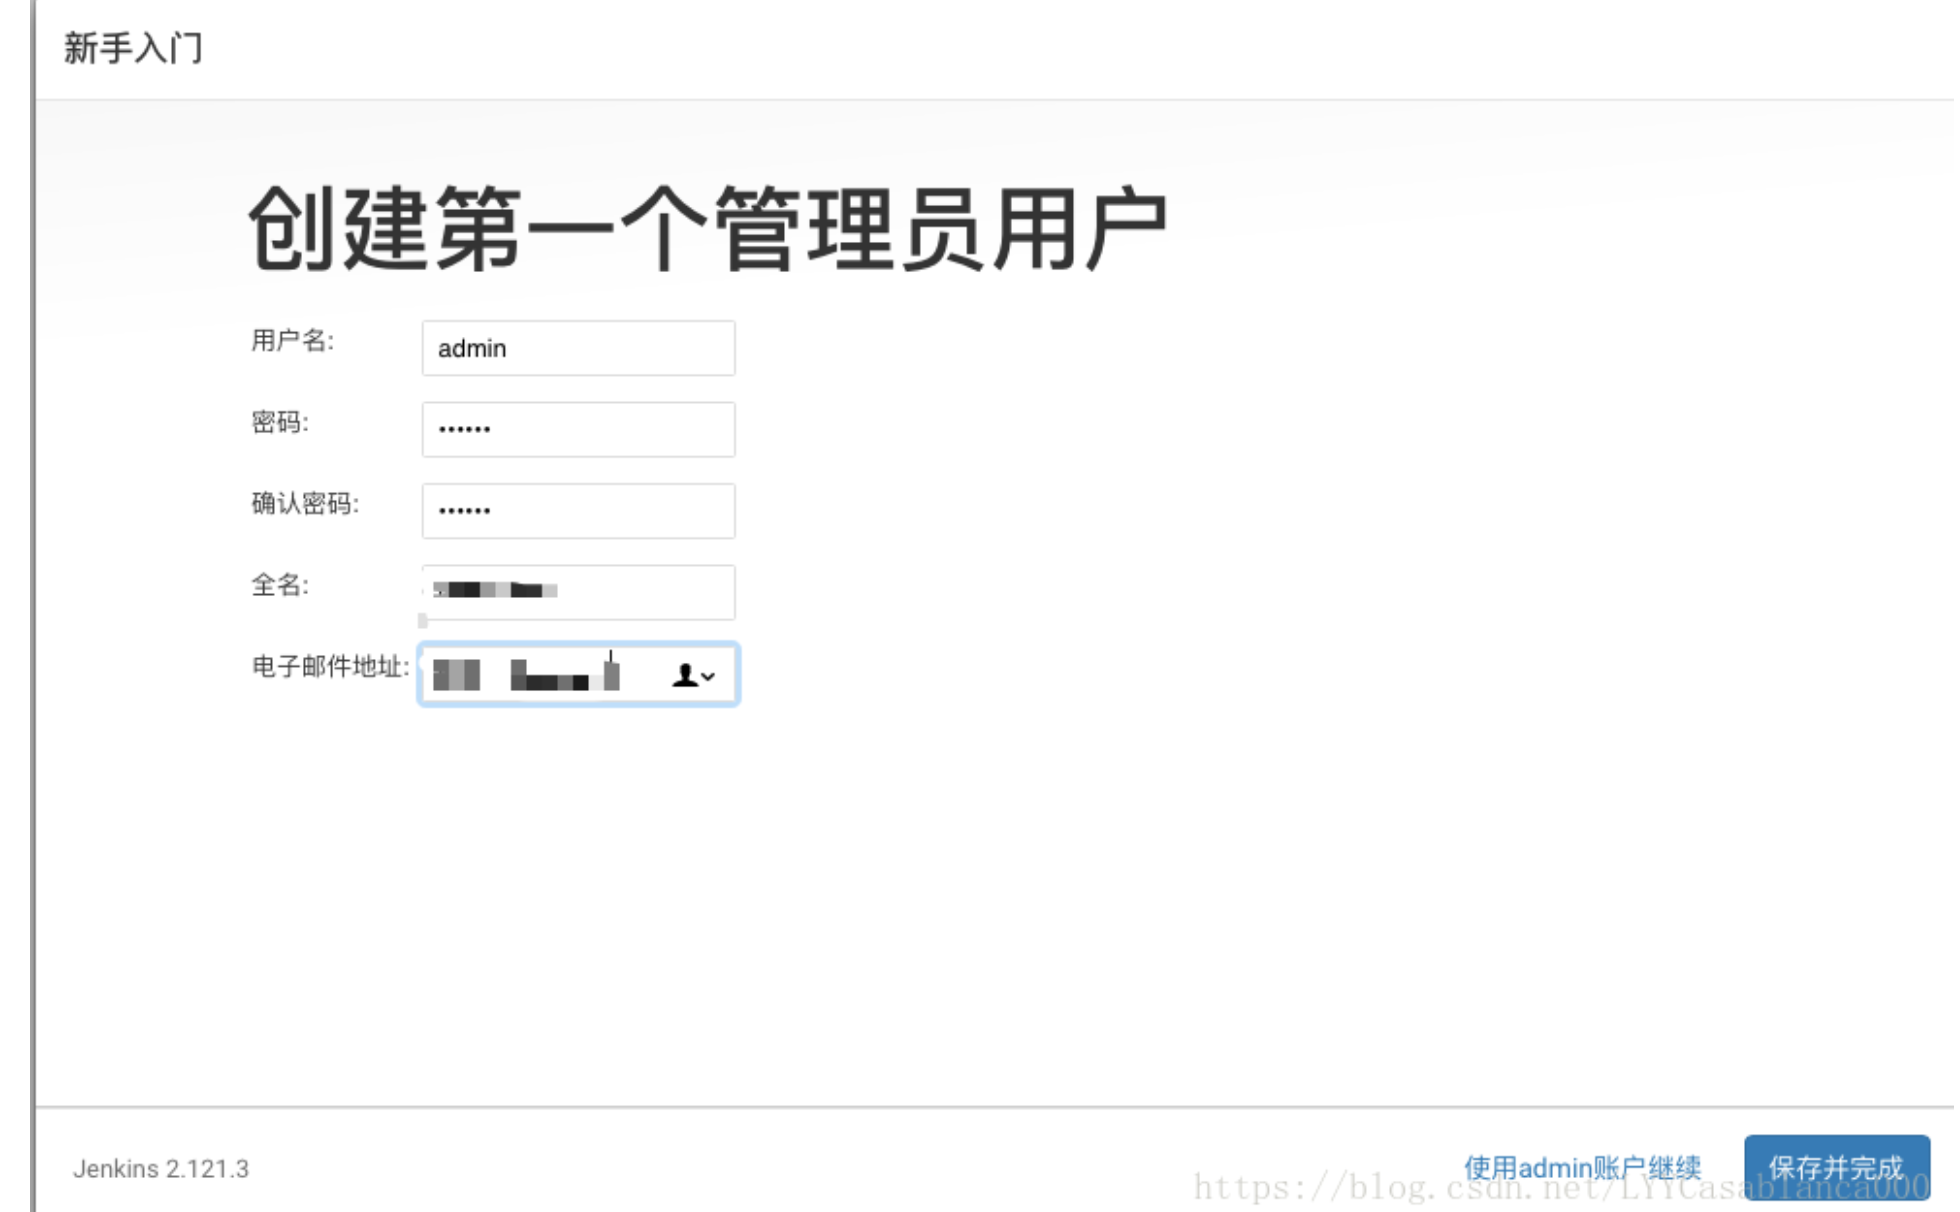 新手入门
创建第一个管理员用户
用户名: admin
密码: ••••••
确认密码: ••••••
全名:
电子邮件地址:
Jenkins 2.121.3 使用admin账户继续 保存并完成
https://blog.csdn.net/LYYCasablanca000